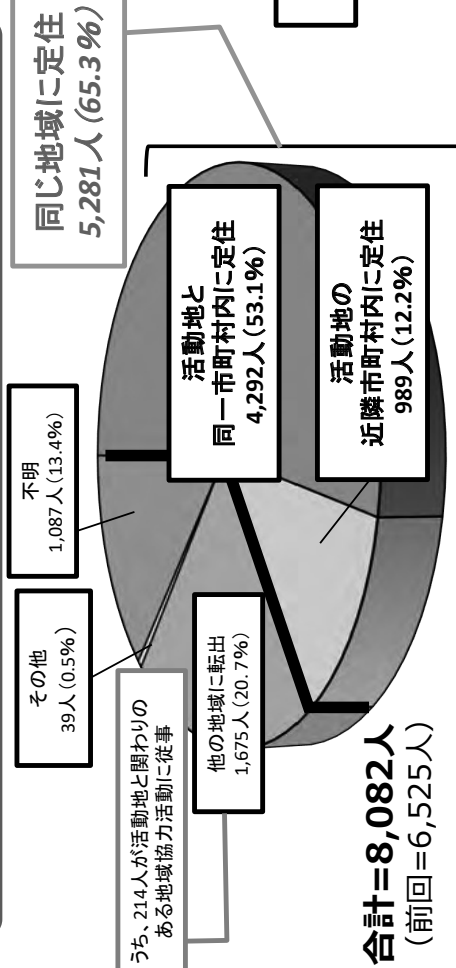 同じ地域に定住
5,281人(65.3%)
不明
1,087人(13.4%)
その他
39人(0.5%)
活動地と
同一市町村内に定住
4,292人(53.1%)
活動地の
近隣市町村内に定住
989人(12.2%)
他の地域に転出
1,675人(20.7%)
うち、214人が活動地と関わりの
ある地域協力活動に従事
合計=8,082人
(前回=6,525人)